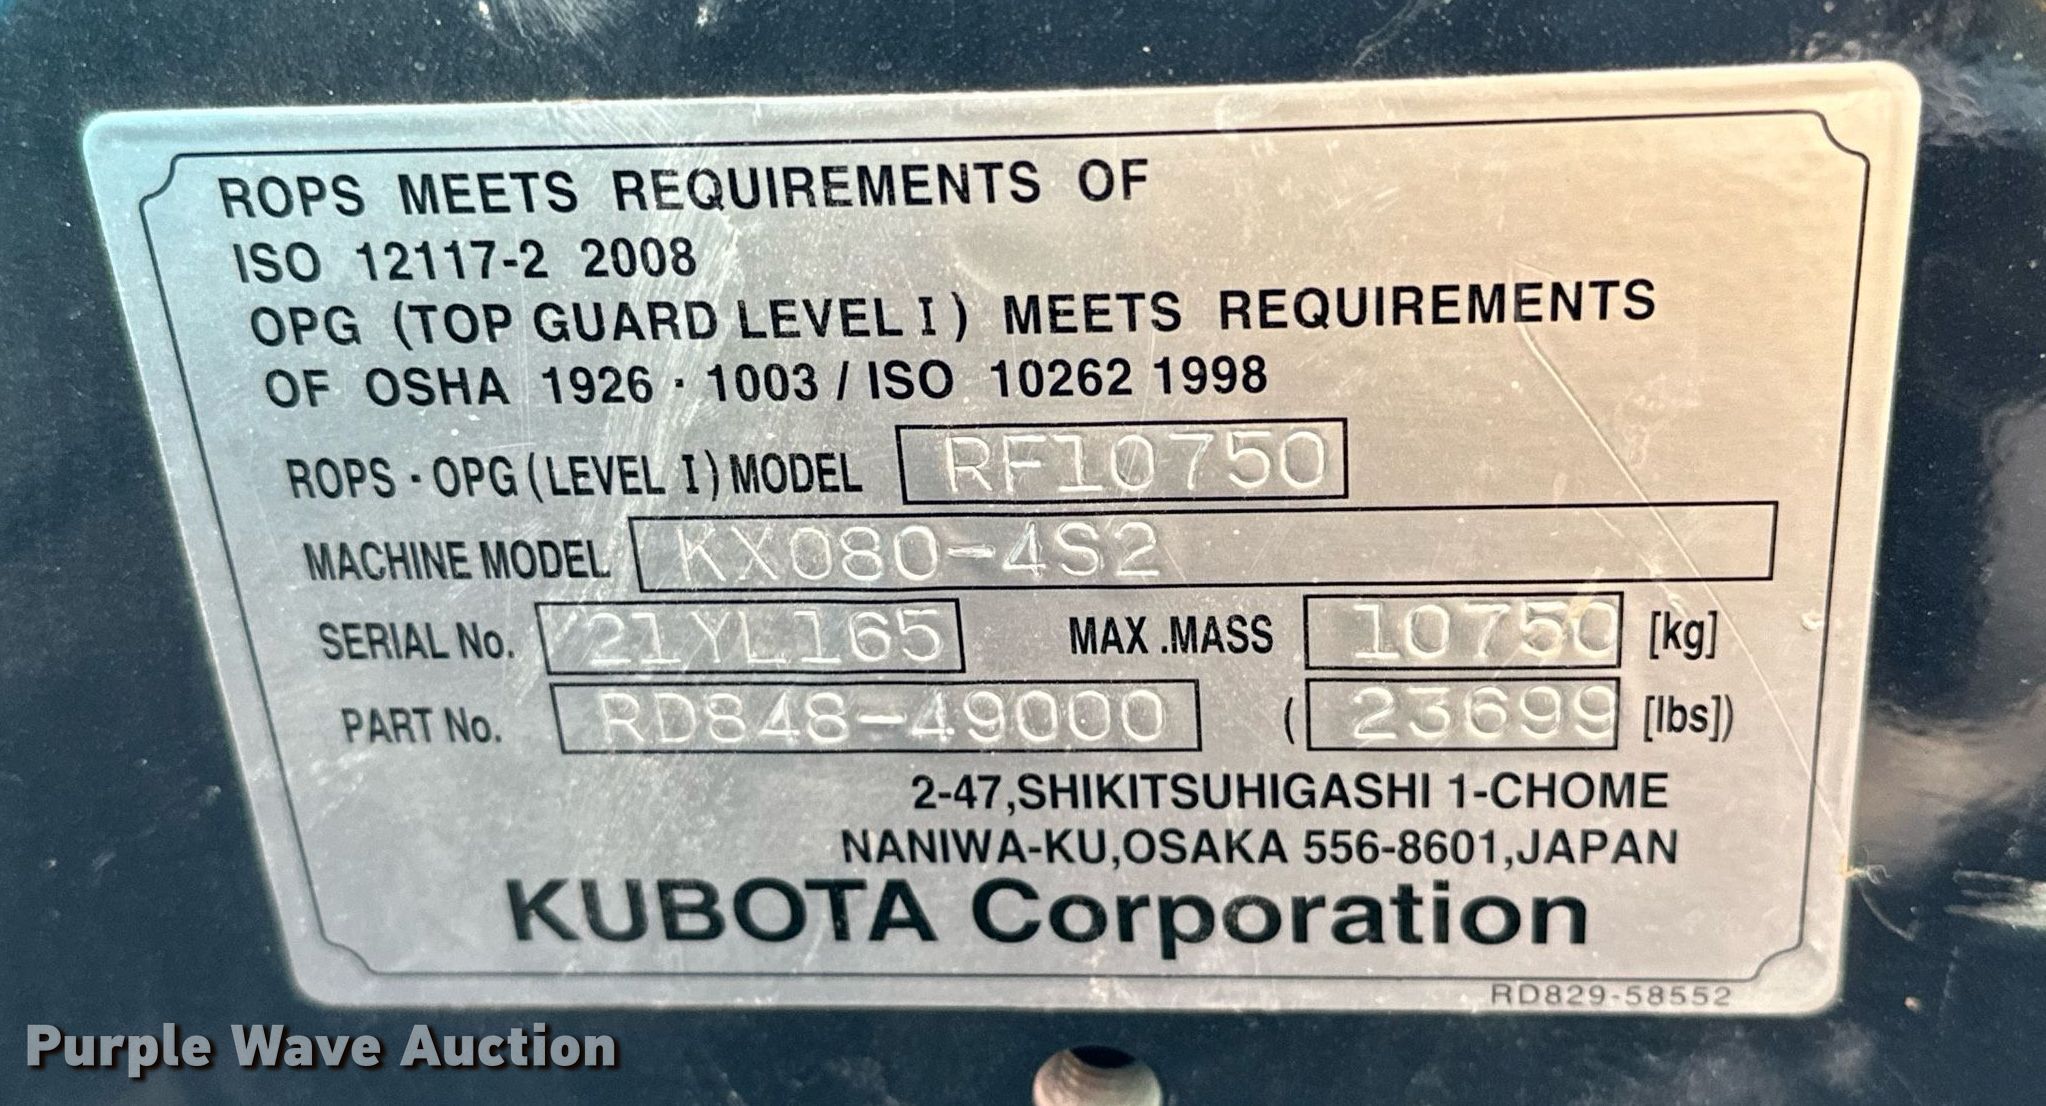 ROPS MEETS REQUIREMENTS OF
ISO 12117-2 2008
OPG (TOP GUARD LEVEL I) MEETS REQUIREMENTS
OF OSHA 1926 · 1003 / ISO 10262 1998
ROPS · OPG (LEVEL I) MODEL RF10750
MACHINE MODEL KX080-4S2
SERIAL No. 21YL165 MAX .MASS 10750 [kg]
PART No. RD848-49000 (23699 [lbs])
2-47,SHIKITSUHIGASHI 1-CHOME
NANIWA-KU,OSAKA 556-8601,JAPAN
KUBOTA Corporation
RD829-58552
Purple Wave Auction